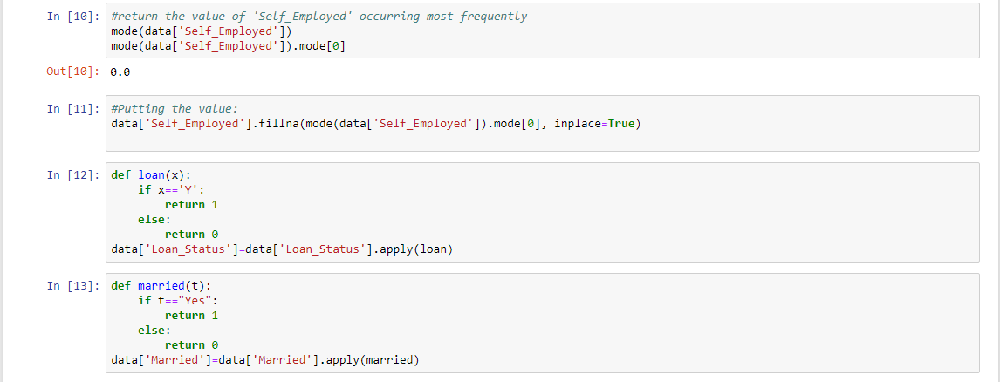 In [10]: #return the value of 'Self_Employed' occurring most frequently
mode(data['Self_Employed'])
mode(data['Self_Employed']).mode[0]
Out[10]: 0.0
In [11]: #Putting the value:
data['Self_Employed'].fillna(mode(data['Self_Employed']).mode[0], inplace=True)
In [12]: def loan(x):
    if x=='Y':
        return 1
    else:
        return 0
data['Loan_Status']=data['Loan_Status'].apply(loan)
In [13]: def married(t):
    if t=="Yes":
        return 1
    else:
        return 0
data['Married']=data['Married'].apply(married)